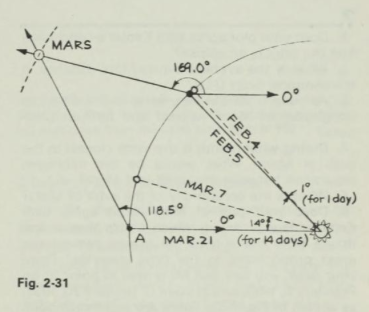 MARS
169.0°
0°
FEB.4
FEB.5
1°
(for 1 day)
MAR.7
118.5°
0°
14°
A
MAR.21
(for 14 days)
Fig. 2-31